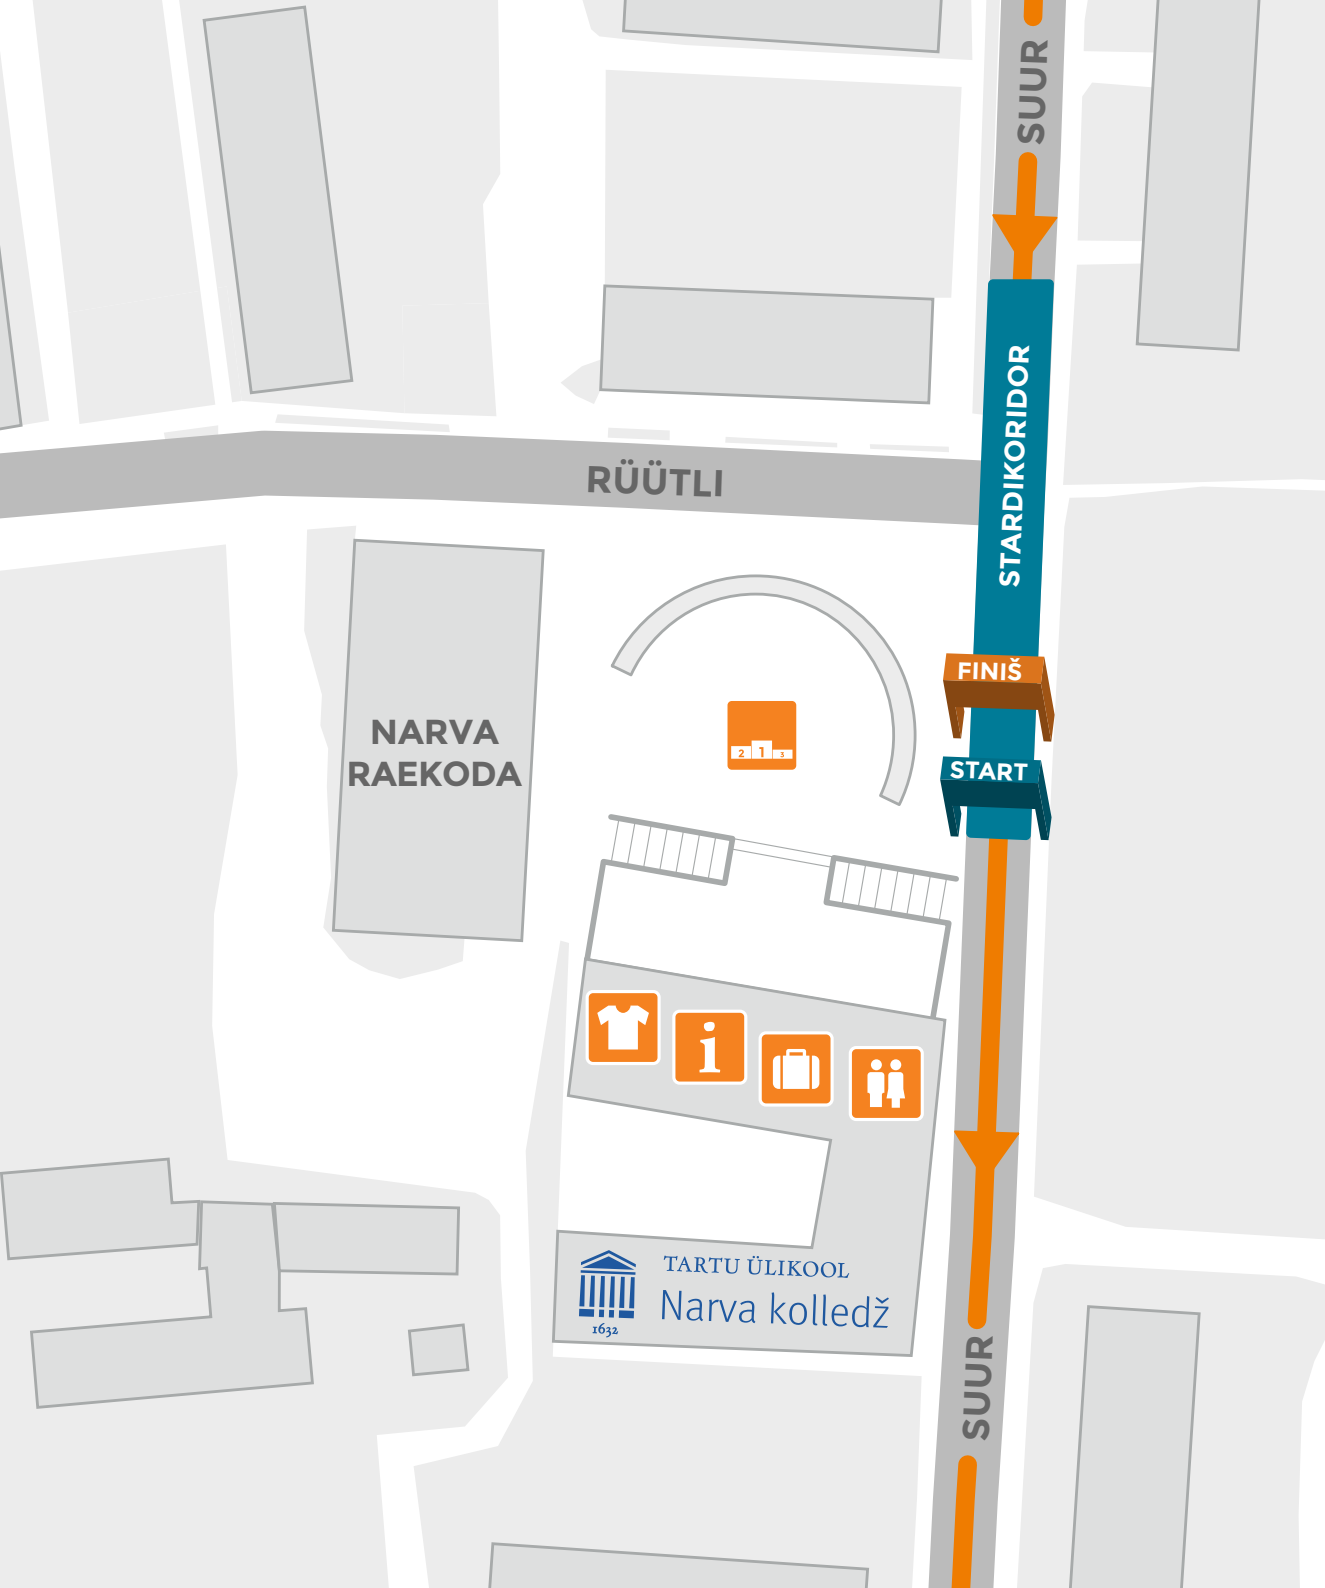 SUUR
STARDIKORIDOR
RÜÜTLI
FINIŠ
NARVA
RAEKODA
2 1 3
START
i
TARTU ÜLIKOOL
Narva kolledž
1632
SUUR